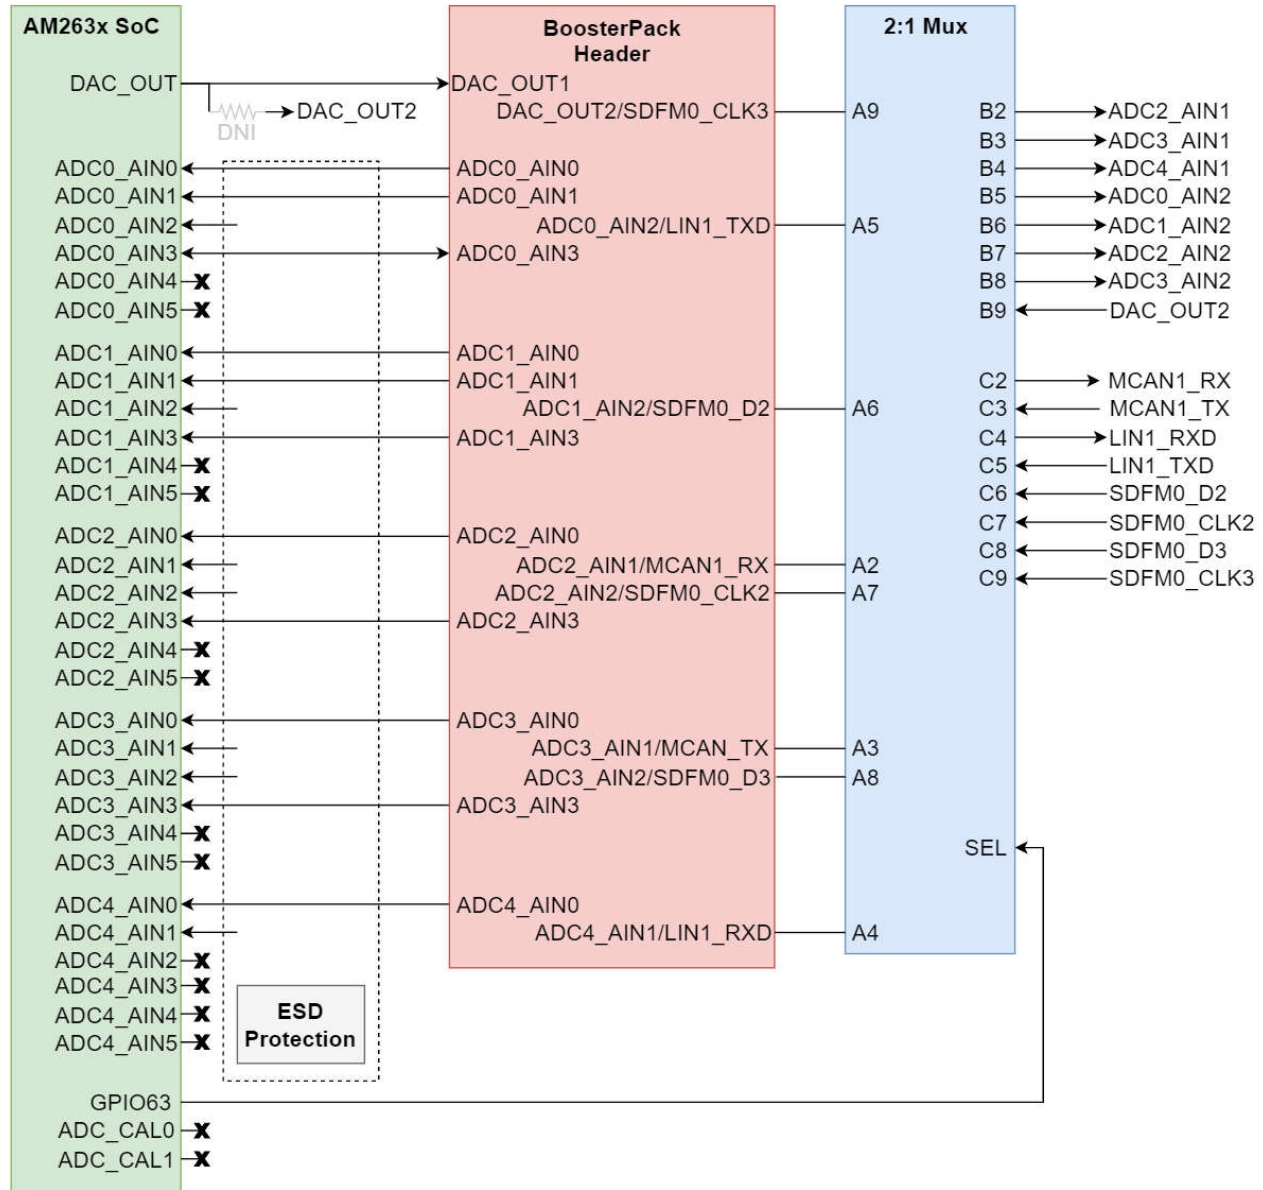 AM263x SoC
DAC_OUT
DNI
DAC_OUT2
ADC0_AIN0
ADC0_AIN1
ADC0_AIN2
ADC0_AIN3
ADC0_AIN4
ADC0_AIN5
ADC1_AIN0
ADC1_AIN1
ADC1_AIN2
ADC1_AIN3
ADC1_AIN4
ADC1_AIN5
ADC2_AIN0
ADC2_AIN1
ADC2_AIN2
ADC2_AIN3
ADC2_AIN4
ADC2_AIN5
ADC3_AIN0
ADC3_AIN1
ADC3_AIN2
ADC3_AIN3
ADC3_AIN4
ADC3_AIN5
ADC4_AIN0
ADC4_AIN1
ADC4_AIN2
ADC4_AIN3
ADC4_AIN4
ADC4_AIN5
GPIO63
ADC_CAL0
ADC_CAL1
ESD
Protection
BoosterPack
Header
DAC_OUT1
DAC_OUT2/SDFM0_CLK3
ADC0_AIN0
ADC0_AIN1
ADC0_AIN2/LIN1_TXD
ADC0_AIN3
ADC1_AIN0
ADC1_AIN1
ADC1_AIN2/SDFM0_D2
ADC1_AIN3
ADC2_AIN0
ADC2_AIN1/MCAN1_RX
ADC2_AIN2/SDFM0_CLK2
ADC2_AIN3
ADC3_AIN0
ADC3_AIN1/MCAN_TX
ADC3_AIN2/SDFM0_D3
ADC3_AIN3
ADC4_AIN0
ADC4_AIN1/LIN1_RXD
2:1 Mux
A9
A5
A6
A2
A7
A3
A8
A4
B2 ADC2_AIN1
B3 ADC3_AIN1
B4 ADC4_AIN1
B5 ADC0_AIN2
B6 ADC1_AIN2
B7 ADC2_AIN2
B8 ADC3_AIN2
B9 DAC_OUT2
C2 MCAN1_RX
C3 MCAN1_TX
C4 LIN1_RXD
C5 LIN1_TXD
C6 SDFM0_D2
C7 SDFM0_CLK2
C8 SDFM0_D3
C9 SDFM0_CLK3
SEL